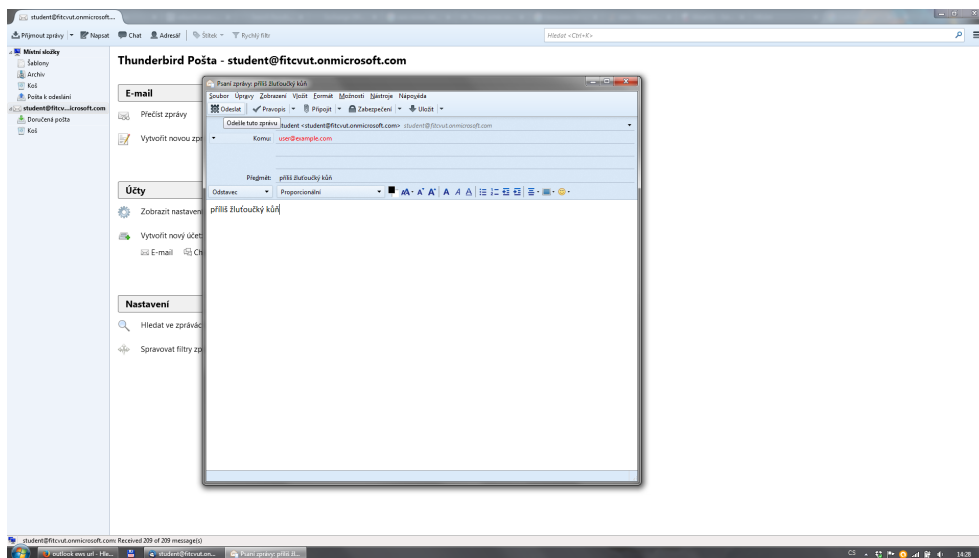 student@fitcvut.onmicrosoft....
Přijmout zprávy Napsat Chat Adresář Štítek Rychlý filtr Hledat <Ctrl+K>
Místní složky
Šablony
Archiv
Koš
Pošta k odeslání
student@fitcv...icrosoft.com
Doručená pošta
Koš
Thunderbird Pošta - student@fitcvut.onmicrosoft.com
E-mail
Přečíst zprávy
Vytvořit novou zpr
Účty
Zobrazit nastaven
Vytvořit nový účet:
E-mail Ch
Nastavení
Hledat ve zprávác
Spravovat filtry zp
Psaní zprávy: příliš žluťoučký kůň
Soubor Úpravy Zobrazení Vložit Formát Možnosti Nástroje Nápověda
Odeslat Pravopis Připojit Zabezpečení Uložit
Odešle tuto zprávu
student <student@fitcvut.onmicrosoft.com> student@fitcvut.onmicrosoft.com
Komu: user@example.com
Předmět: příliš žluťoučký kůň
Odstavec Proporcionální
příliš žluťoučký kůň
student@fitcvut.onmicrosoft.com: Received 209 of 209 message(s)
outlook ews url - Hle... student@fitcvut.on... Psaní zprávy: příliš žl... CS 14:28